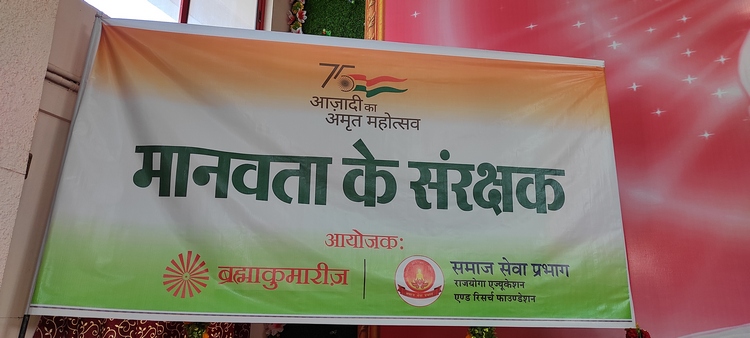 75
आज़ादी का
अमृत महोत्सव
मानवता के संरक्षक
आयोजक:
ब्रह्माकुमारीज़
समाज सेवा प्रभाग
राजयोगा एज्यूकेशन
एण्ड रिसर्च फाउण्डेशन